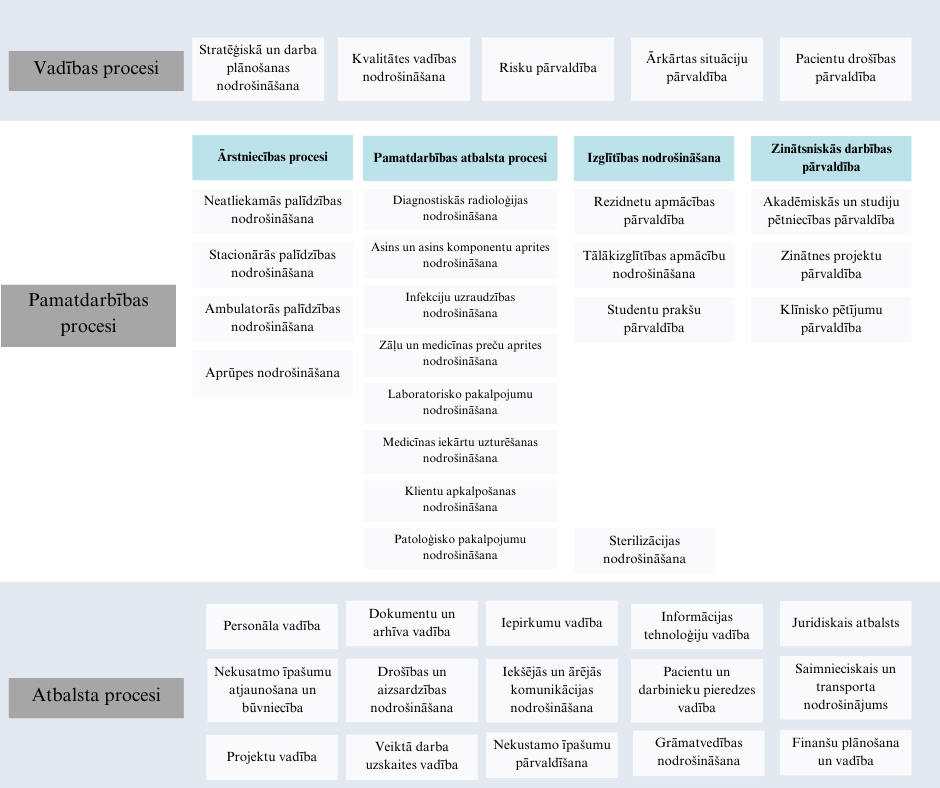 Vadības procesi
Stratēģiskā un darba
plānošanas
nodrošināšana
Kvalitātes vadības
nodrošināšana
Risku pārvaldība
Ārkārtas situāciju
pārvaldība
Pacientu drošības
pārvaldība
Pamatdarbības
procesi
Ārstniecības procesi
Neatliekamās palīdzības
nodrošināšana
Stacionārās palīdzības
nodrošināšana
Ambulatorās palīdzības
nodrošināšana
Aprūpes nodrošināšana
Pamatdarbības atbalsta procesi
Diagnostiskās radioloģijas
nodrošināšana
Asins un asins komponentu aprites
nodrošināšana
Infekciju uzraudzības
nodrošināšana
Zāļu un medicīnas preču aprites
nodrošināšana
Laboratorisko pakalpojumu
nodrošināšana
Medicīnas iekārtu uzturēšanas
nodrošināšana
Klientu apkalpošanas
nodrošināšana
Patoloģisko pakalpojumu
nodrošināšana
Izglītības nodrošināšana
Rezidnetu apmācības
pārvaldība
Tālākizglītības apmācību
nodrošināšana
Studentu prakšu
pārvaldība
Sterilizācijas
nodrošināšana
Zinātsniskās darbības
pārvaldība
Akadēmiskās un studiju
pētniecības pārvaldība
Zinātnes projektu
pārvaldība
Klīnisko pētījumu
pārvaldība
Atbalsta procesi
Personāla vadība
Dokumentu un
arhīva vadība
Iepirkumu vadība
Informācijas
tehnoloģiju vadība
Juridiskais atbalsts
Nekusatmo īpašumu
atjaunošana un
būvniecība
Drošības un
aizsardzības
nodrošināšana
Iekšējās un ārējās
komunikācijas
nodrošināšana
Pacientu un
darbinieku pieredzes
vadība
Saimnieciskais un
transporta
nodrošinājums
Projektu vadība
Veiktā darba
uzskaites vadība
Nekustamo īpašumu
pārvaldīšana
Grāmatvedības
nodrošināšana
Finanšu plānošana
un vadība